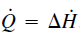 Q̇ = ΔḢ